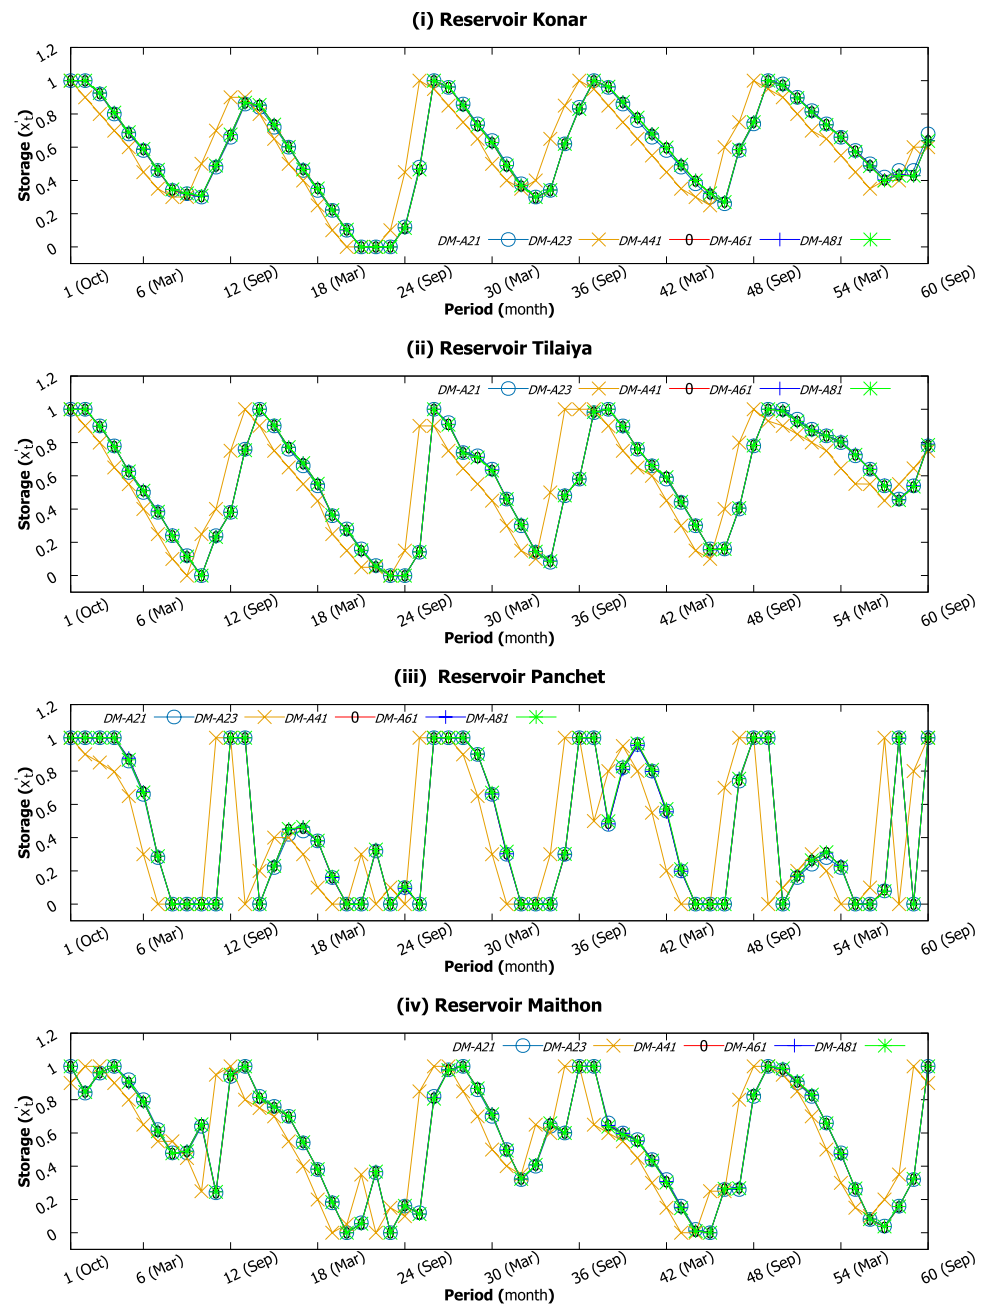 (i) Reservoir Konar
1.2
1
0.8
0.6
0.4
0.2
0
Storage (x't)
DM-A21 DM-A23 DM-A41 DM-A61 DM-A81
1 (Oct) 6 (Mar) 12 (Sep) 18 (Mar) 24 (Sep) 30 (Mar) 36 (Sep) 42 (Mar) 48 (Sep) 54 (Mar) 60 (Sep)
Period (month)
(ii) Reservoir Tilaiya
1.2
1
0.8
0.6
0.4
0.2
0
Storage (x't)
DM-A21 DM-A23 DM-A41 DM-A61 DM-A81
1 (Oct) 6 (Mar) 12 (Sep) 18 (Mar) 24 (Sep) 30 (Mar) 36 (Sep) 42 (Mar) 48 (Sep) 54 (Mar) 60 (Sep)
Period (month)
(iii) Reservoir Panchet
1.2
1
0.8
0.6
0.4
0.2
0
Storage (x't)
DM-A21 DM-A23 DM-A41 DM-A61 DM-A81
1 (Oct) 6 (Mar) 12 (Sep) 18 (Mar) 24 (Sep) 30 (Mar) 36 (Sep) 42 (Mar) 48 (Sep) 54 (Mar) 60 (Sep)
Period (month)
(iv) Reservoir Maithon
1.2
1
0.8
0.6
0.4
0.2
0
Storage (x't)
DM-A21 DM-A23 DM-A41 DM-A61 DM-A81
1 (Oct) 6 (Mar) 12 (Sep) 18 (Mar) 24 (Sep) 30 (Mar) 36 (Sep) 42 (Mar) 48 (Sep) 54 (Mar) 60 (Sep)
Period (month)